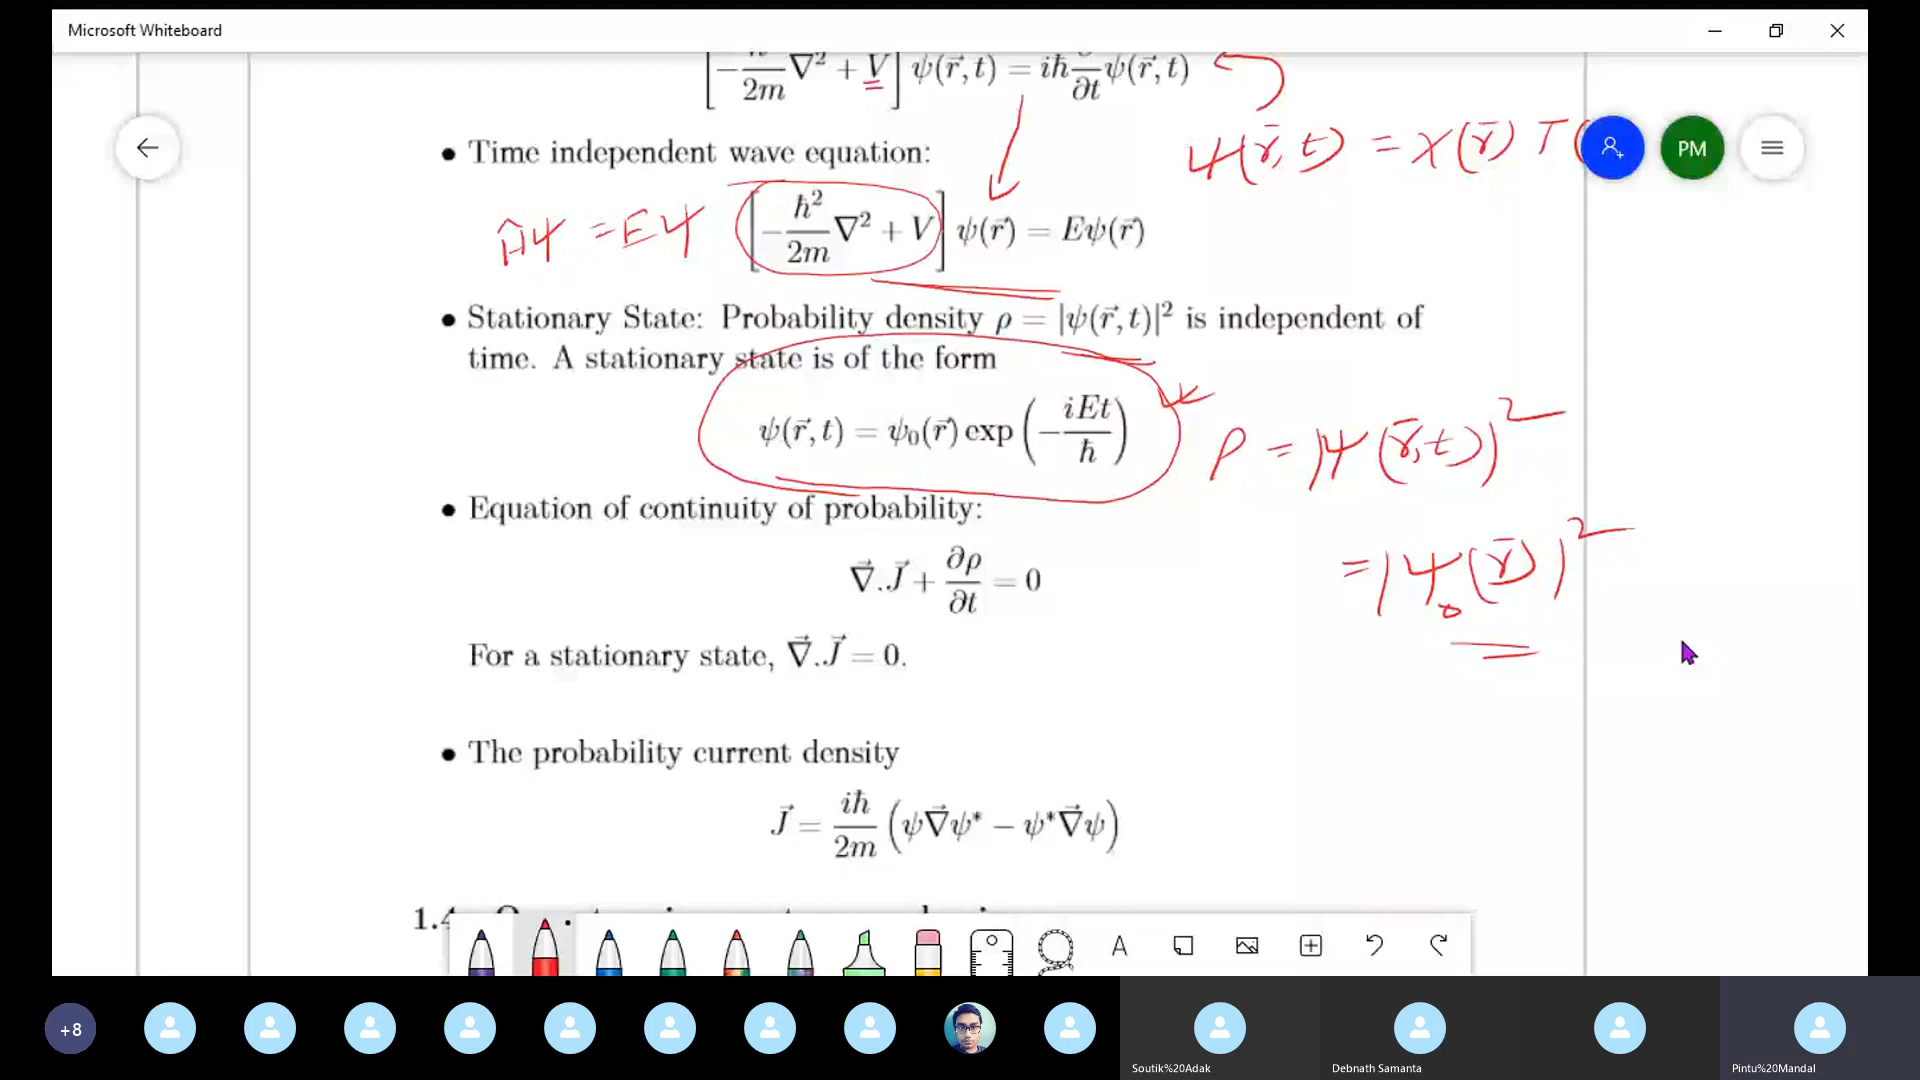 Microsoft Whiteboard
[-ħ²/2m ∇² + V] ψ(r⃗, t) = iħ ∂/∂t ψ(r⃗, t)
• Time independent wave equation:
ψ(r̄, t) = χ(r̄) T(
PM
Ĥψ = Eψ
[-ħ²/2m ∇² + V] ψ(r⃗) = Eψ(r⃗)
• Stationary State: Probability density ρ = |ψ(r⃗, t)|² is independent of
time. A stationary state is of the form
ψ(r⃗, t) = ψ₀(r⃗) exp(-iEt/ħ)
ρ = |ψ(r̄, t)|²
= |ψ₀(r̄)|²
• Equation of continuity of probability:
∇⃗.J⃗ + ∂ρ/∂t = 0
For a stationary state, ∇⃗.J⃗ = 0.
• The probability current density
J⃗ = iħ/2m (ψ∇⃗ψ* − ψ*∇⃗ψ)
1.4
A
+8
Soutik%20Adak
Debnath Samanta
Pintu%20Mandal